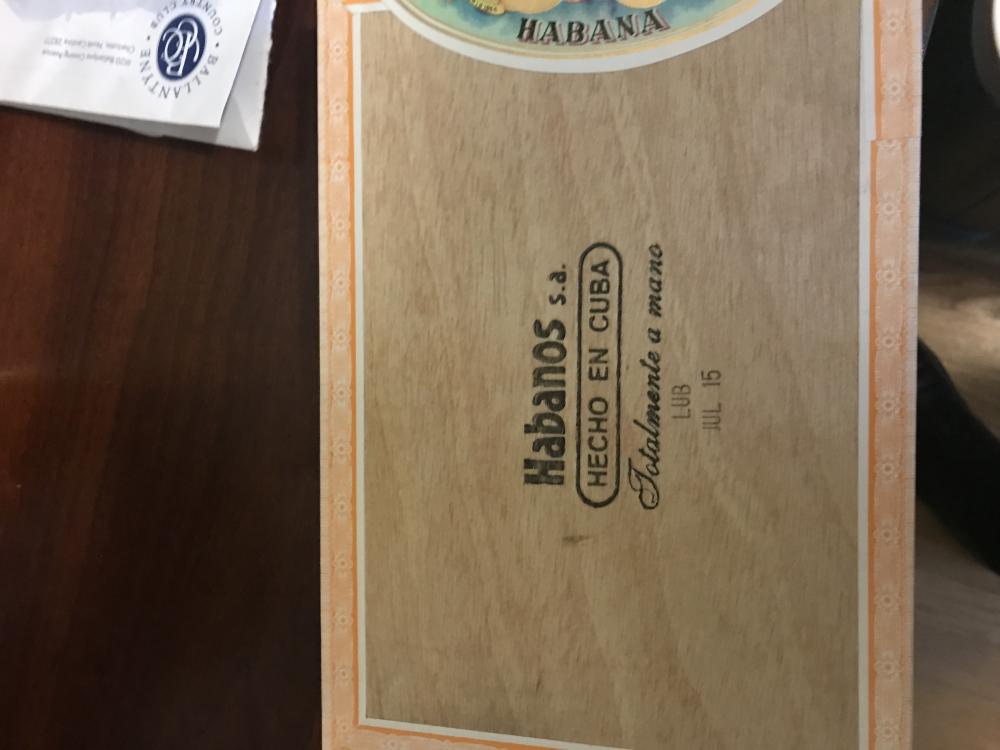 BALLANTYNE • COUNTRY CLUB •
HABANA
Habanos s.a.
HECHO EN CUBA
Totalmente a mano
LUB
JUL 15